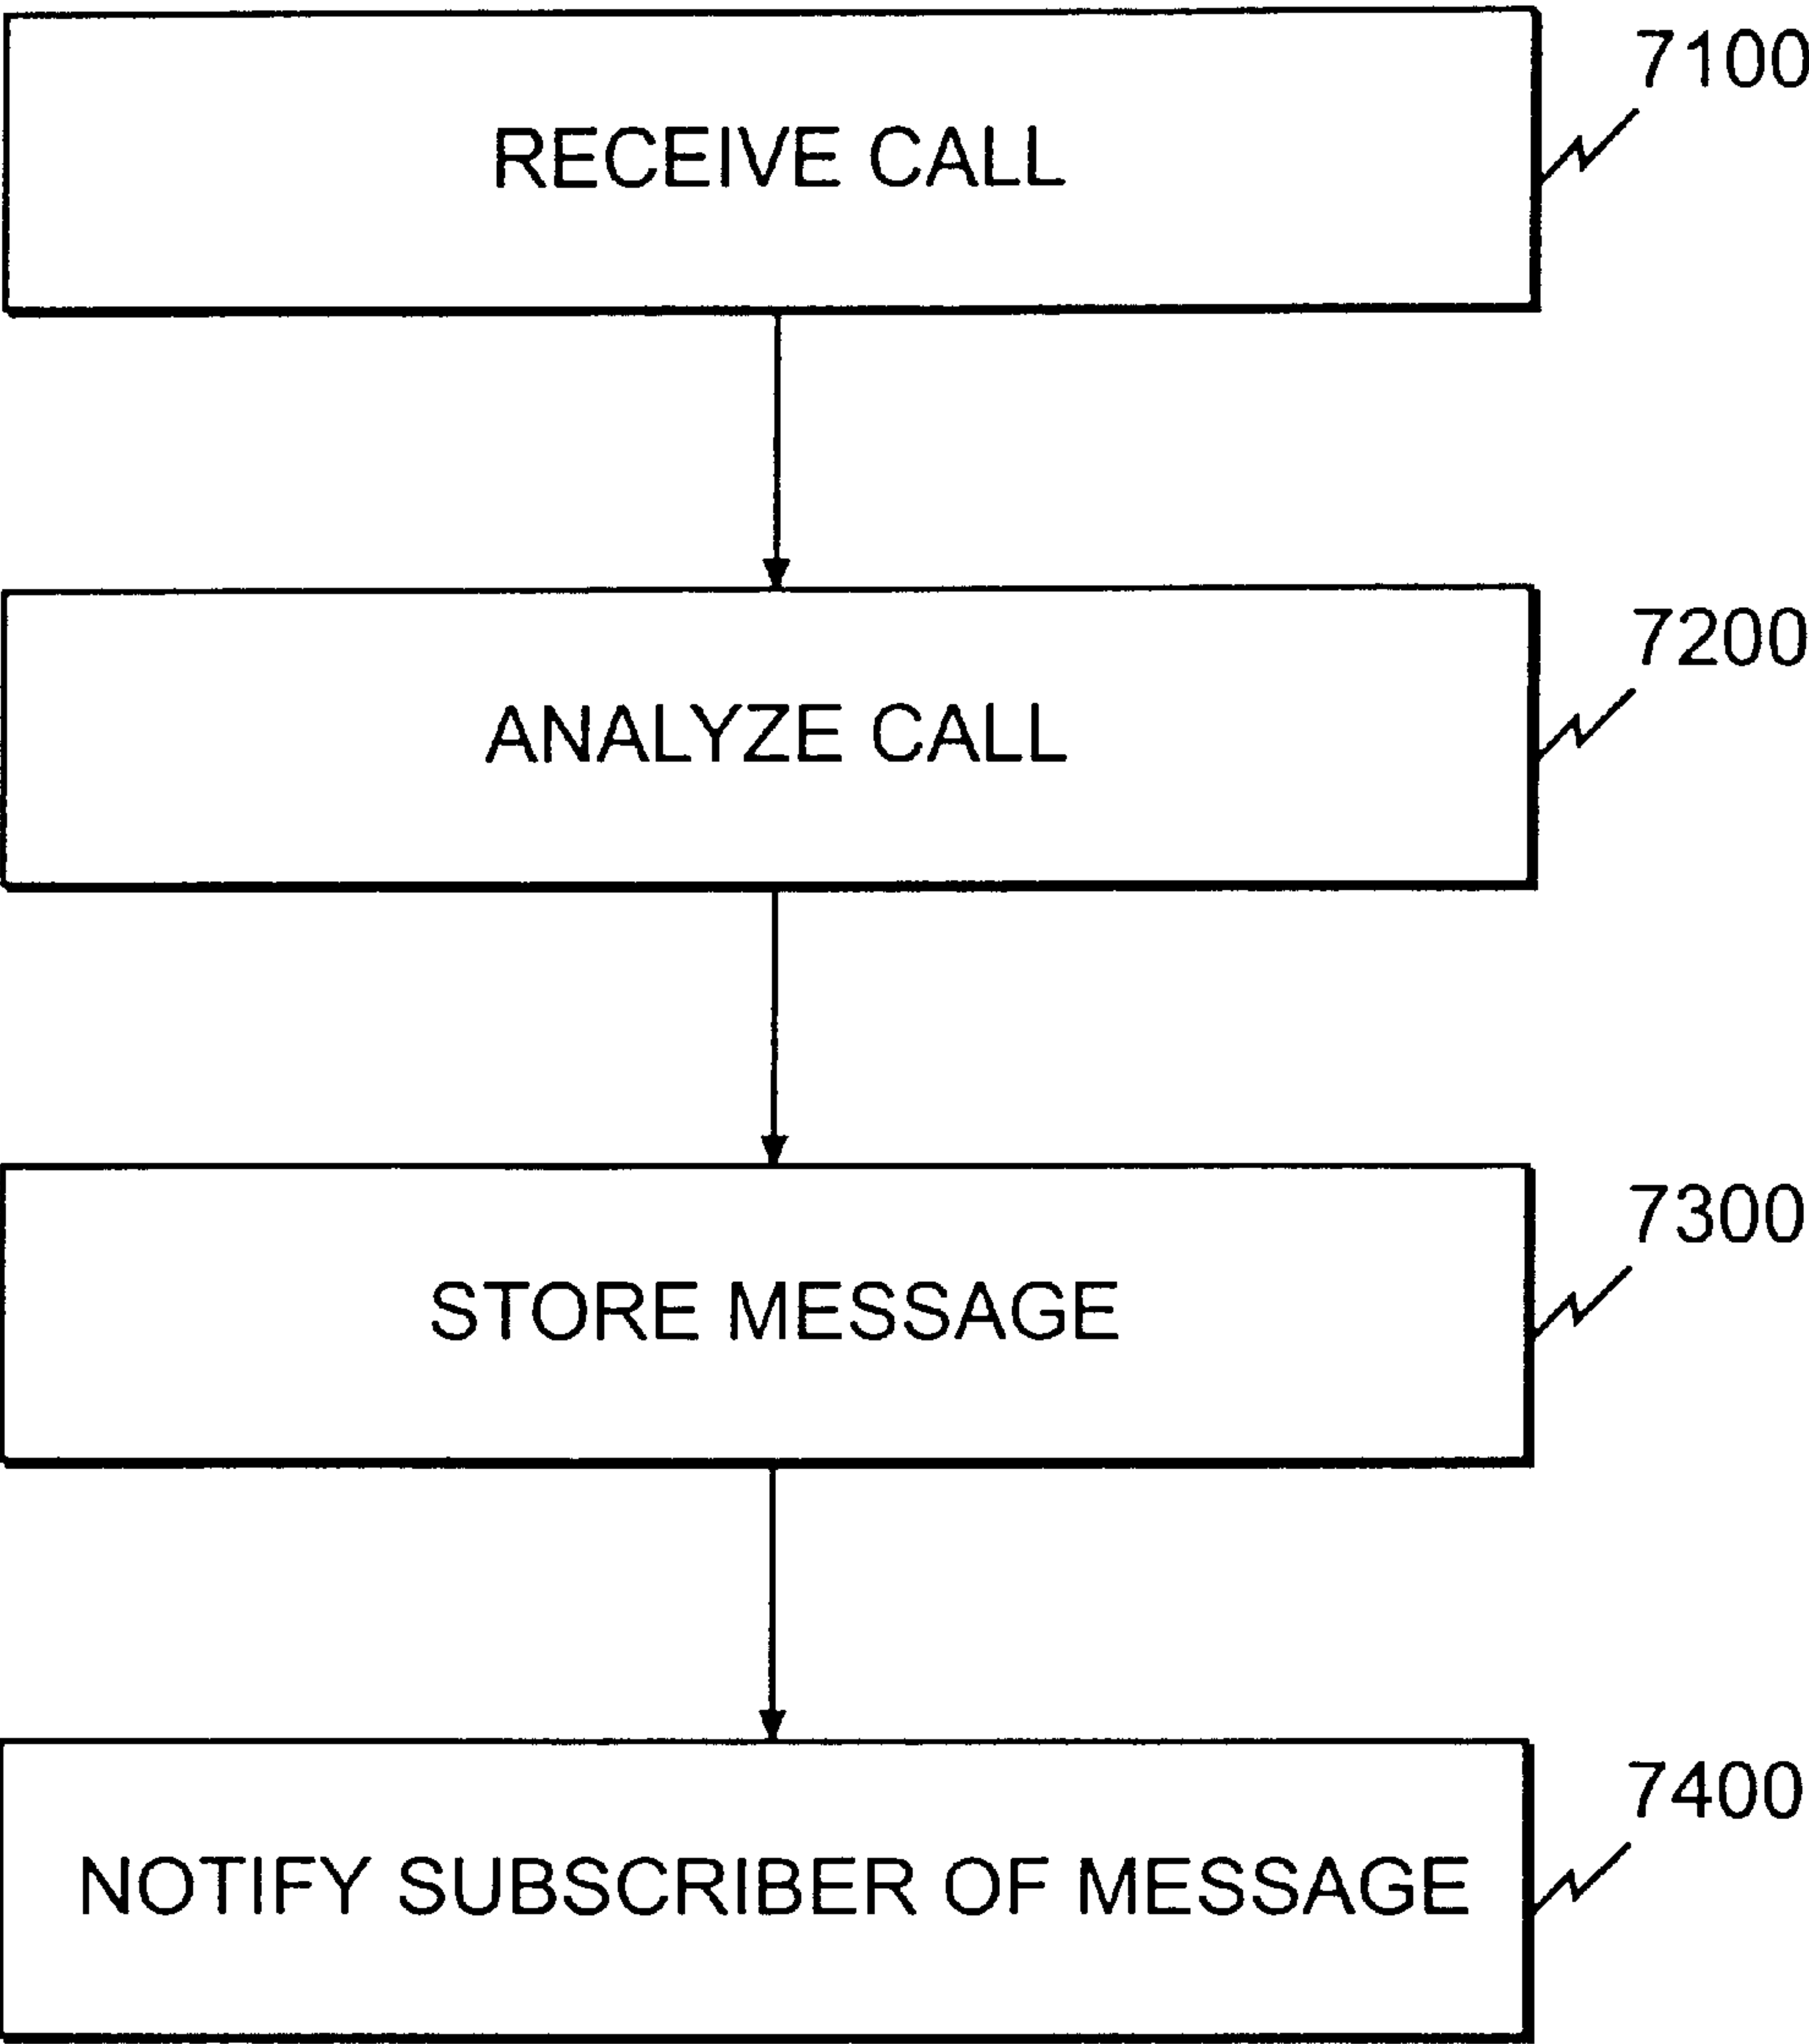 7100
RECEIVE CALL
7200
ANALYZE CALL
7300
STORE MESSAGE
7400
NOTIFY SUBSCRIBER OF MESSAGE